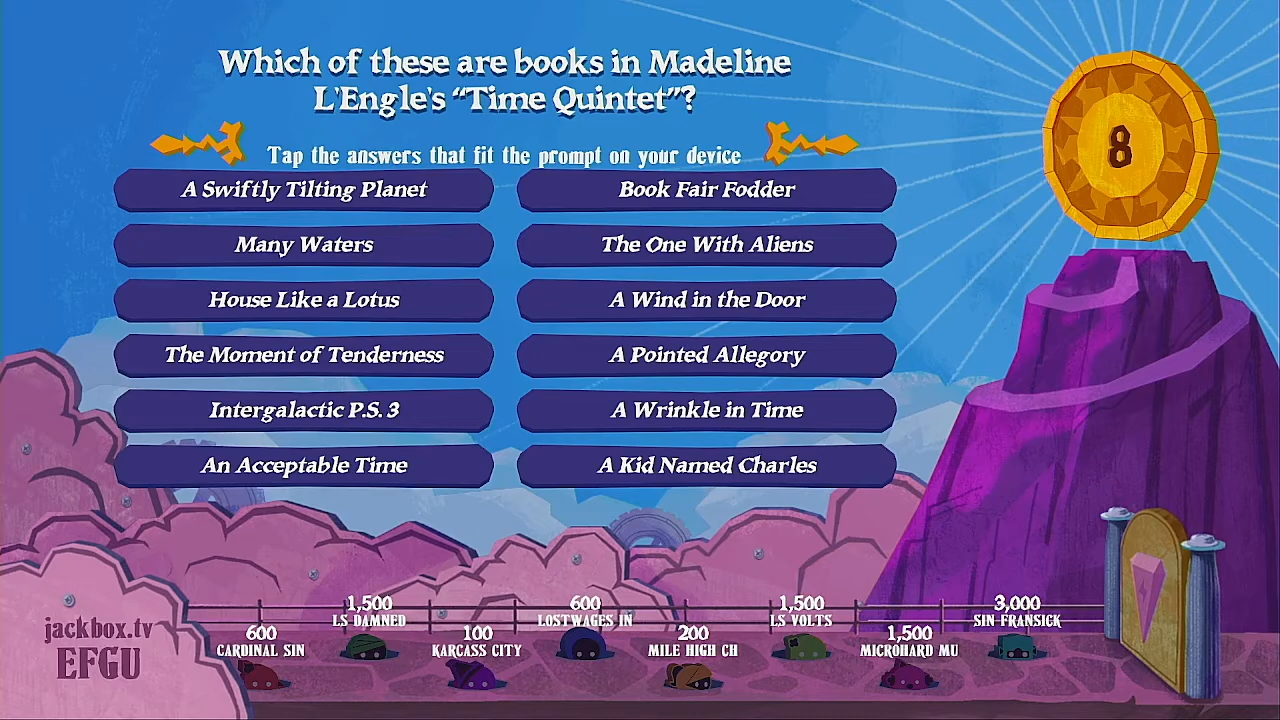 Which of these are books in Madeline
L'Engle's "Time Quintet"?
Tap the answers that fit the prompt on your device
A Swiftly Tilting Planet
Book Fair Fodder
Many Waters
The One With Aliens
House Like a Lotus
A Wind in the Door
The Moment of Tenderness
A Pointed Allegory
Intergalactic P.S. 3
A Wrinkle in Time
An Acceptable Time
A Kid Named Charles
8
jackbox.tv
EFGU
600
CARDINAL SIN
1,500
LS DAMNED
100
KARCASS CITY
600
LOSTWAGES IN
200
MILE HIGH CH
1,500
LS VOLTS
1,500
MICROHARD MU
3,000
SIN FRANSICK